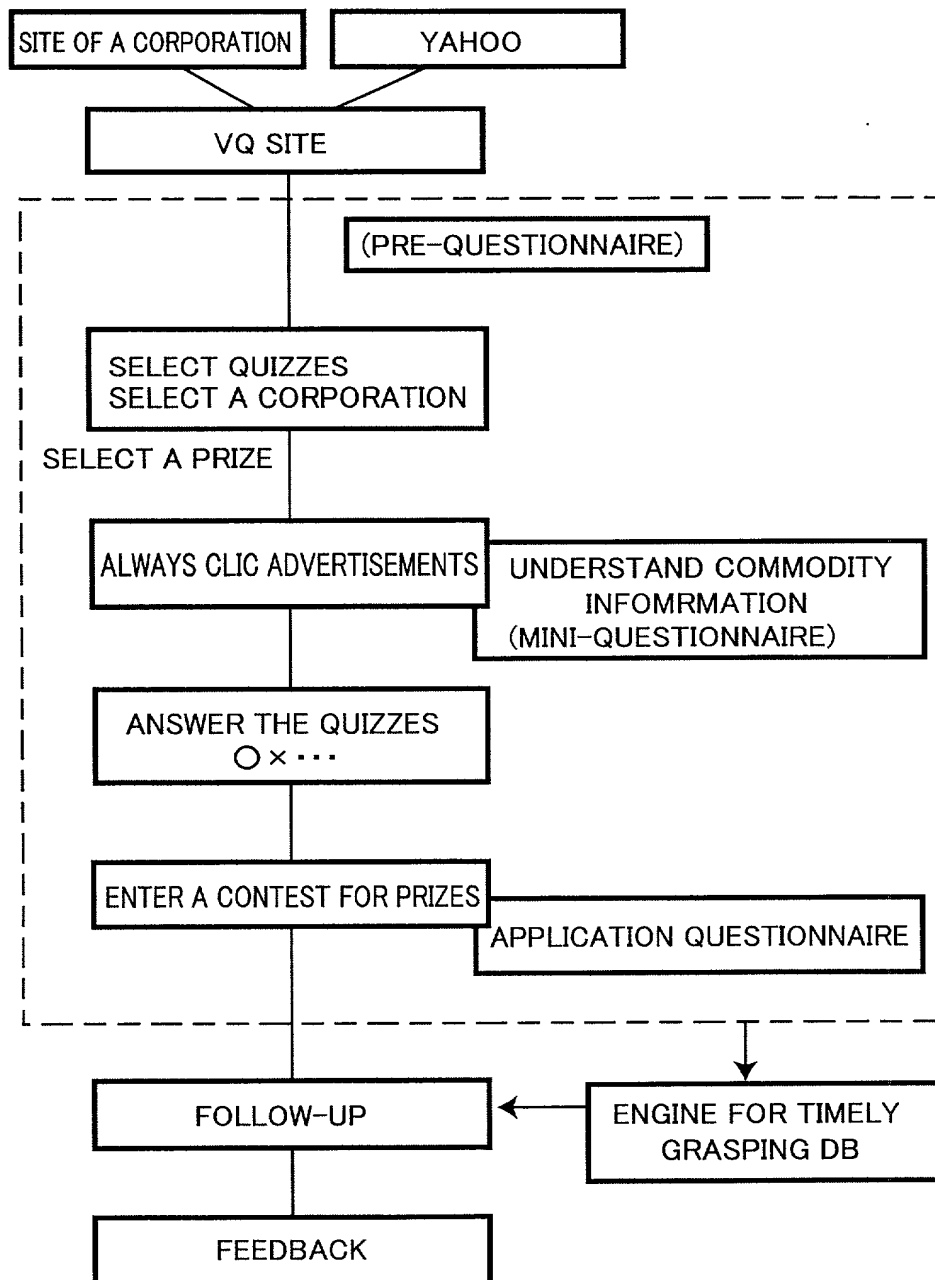 SITE OF A CORPORATION
YAHOO
VQ SITE
(PRE-QUESTIONNAIRE)
SELECT QUIZZES
SELECT A CORPORATION
SELECT A PRIZE
ALWAYS CLIC ADVERTISEMENTS
UNDERSTAND COMMODITY
INFOMRMATION
(MINI-QUESTIONNAIRE)
ANSWER THE QUIZZES
○×・・・
ENTER A CONTEST FOR PRIZES
APPLICATION QUESTIONNAIRE
FOLLOW-UP
ENGINE FOR TIMELY
GRASPING DB
FEEDBACK